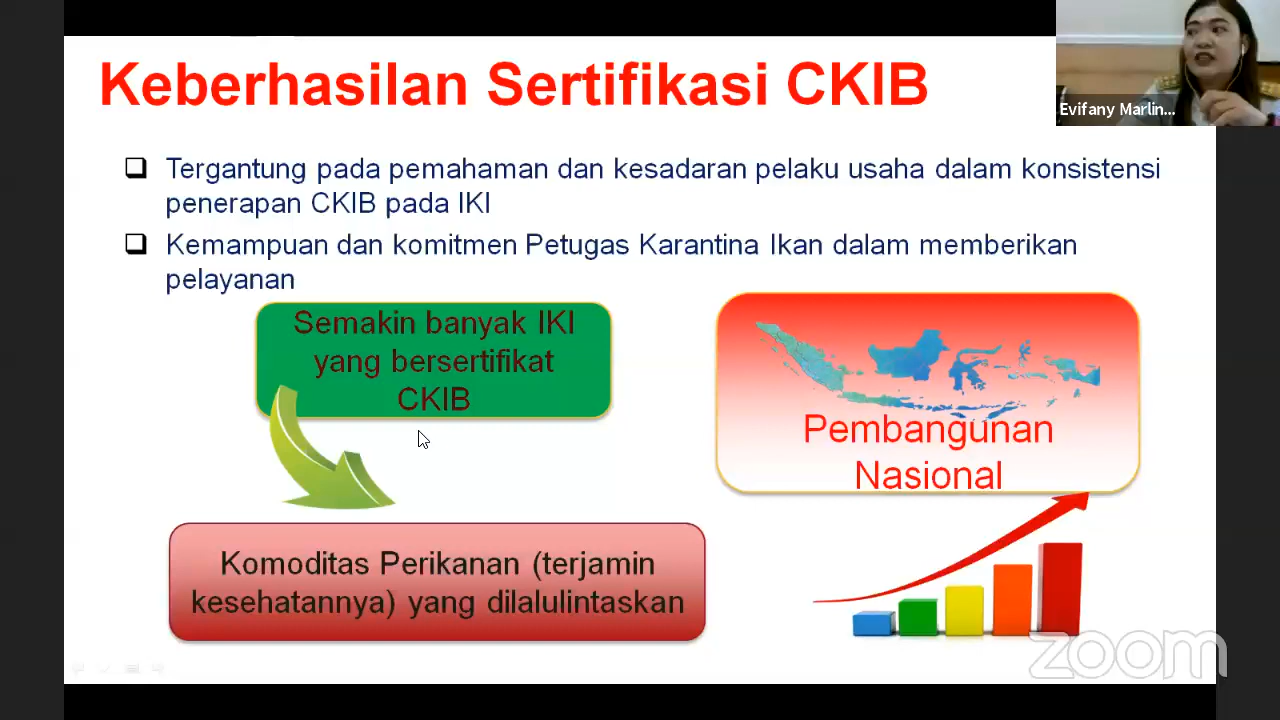 Keberhasilan Sertifikasi CKIB
Evifany Marlin...
Tergantung pada pemahaman dan kesadaran pelaku usaha dalam konsistensi
penerapan CKIB pada IKI
Kemampuan dan komitmen Petugas Karantina Ikan dalam memberikan
pelayanan
Semakin banyak IKI
yang bersertifikat
CKIB
Pembangunan
Nasional
Komoditas Perikanan (terjamin
kesehatannya) yang dilalulintaskan
zoom